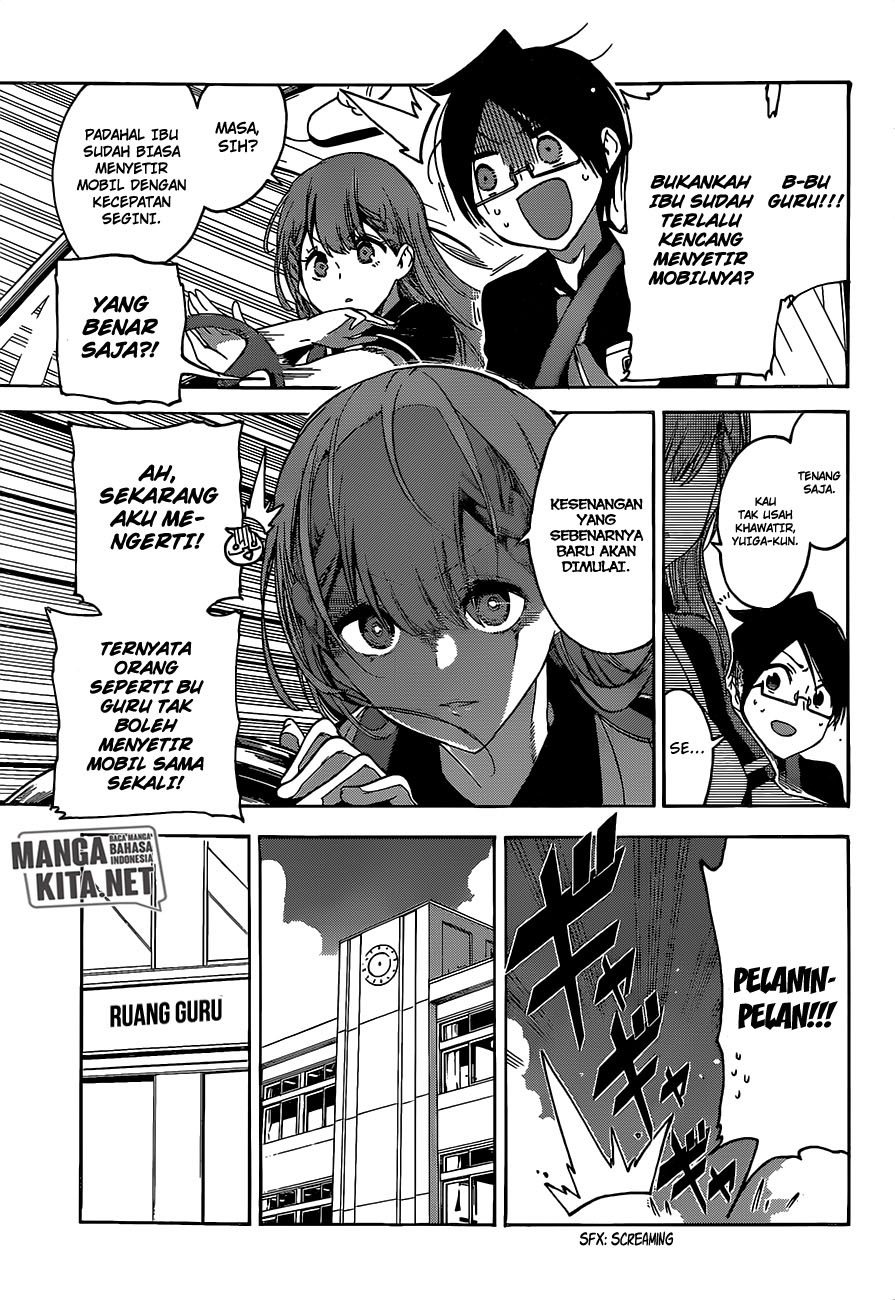 B-BU
GURU!!!
BUKANKAH
IBU SUDAH
TERLALU
KENCANG
MENYETIR
MOBILNYA?
MASA,
SIH?
PADAHAL IBU
SUDAH BIASA
MENYETIR
MOBIL DENGAN
KECEPATAN
SEGINI.
YANG
BENAR
SAJA?!
TENANG
SAJA.
KAU
TAK USAH
KHAWATIR,
YUIGA-KUN.
SE...
KESENANGAN
YANG
SEBENARNYA
BARU AKAN
DIMULAI.
AH,
SEKARANG
AKU ME-
NGERTI!
TERNYATA
ORANG
SEPERTI BU
GURU TAK
BOLEH
MENYETIR
MOBIL SAMA
SEKALI!
PELANIN-
PELAN!!!
ギャ
ギャ
ギャ
SFX: SCREAMING
RUANG GURU
MANGA
KITA.NET
BACA MANGA
BAHASA
INDONESIA